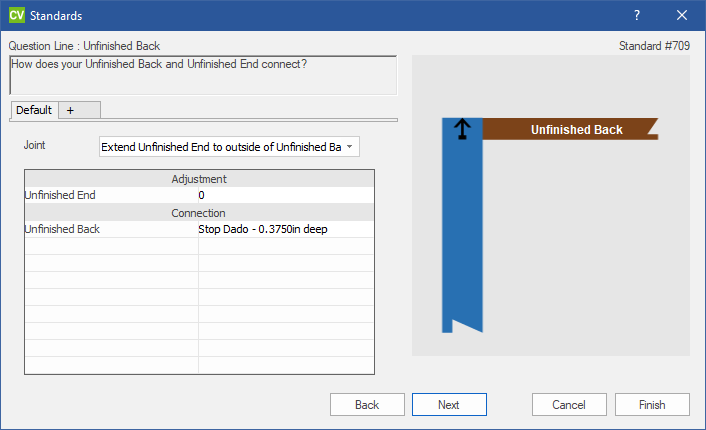 CV Standards ?
Question Line : Unfinished Back
Standard #709
How does your Unfinished Back and Unfinished End connect?
Default +
Joint
Extend Unfinished End to outside of Unfinished Ba
Adjustment
Unfinished End 0
Connection
Unfinished Back Stop Dado - 0.3750in deep
Unfinished Back
Back Next Cancel Finish